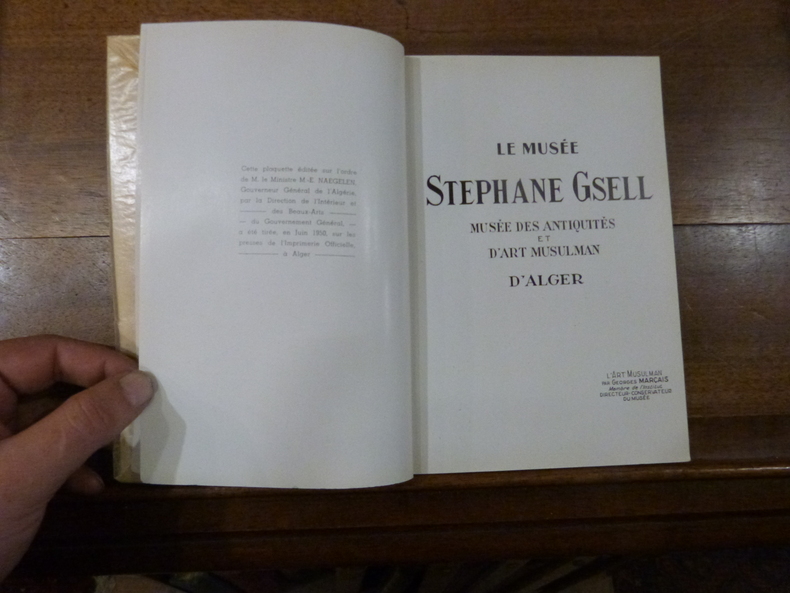 Cette plaquette éditée sur l'ordre
de M. le Ministre M.-E. NAEGELEN,
Gouverneur Général de l'Algérie,
par la Direction de l'Intérieur et
— des Beaux-Arts —
— du Gouvernement Général, —
a été tirée, en Juin 1950, sur les
presses de l'Imprimerie Officielle,
— à Alger —
LE MUSÉE
STEPHANE GSELL
MUSÉE DES ANTIQUITÈS
ET
D'ART MUSULMAN
D'ALGER
L'ART MUSULMAN
PAR GEORGES MARÇAIS
Membre de l'Institut
DIRECTEUR-CONSERVATEUR
DU MUSÉE